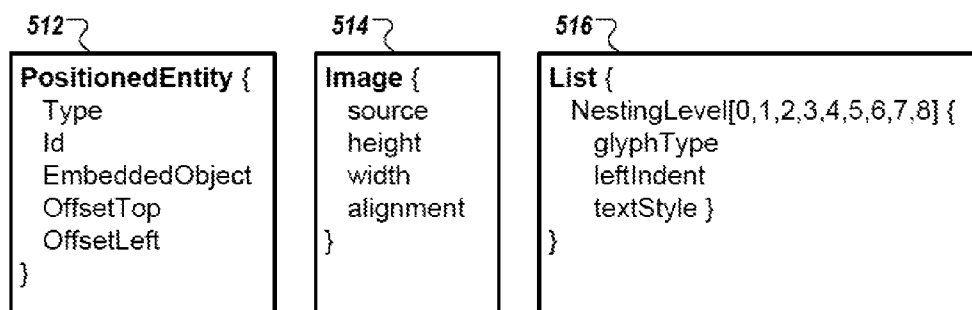 512
PositionedEntity {
Type
Id
EmbeddedObject
OffsetTop
OffsetLeft
}
514
Image {
source
height
width
alignment
}
516
List {
NestingLevel[0,1,2,3,4,5,6,7,8] {
glyphType
leftIndent
textStyle }
}